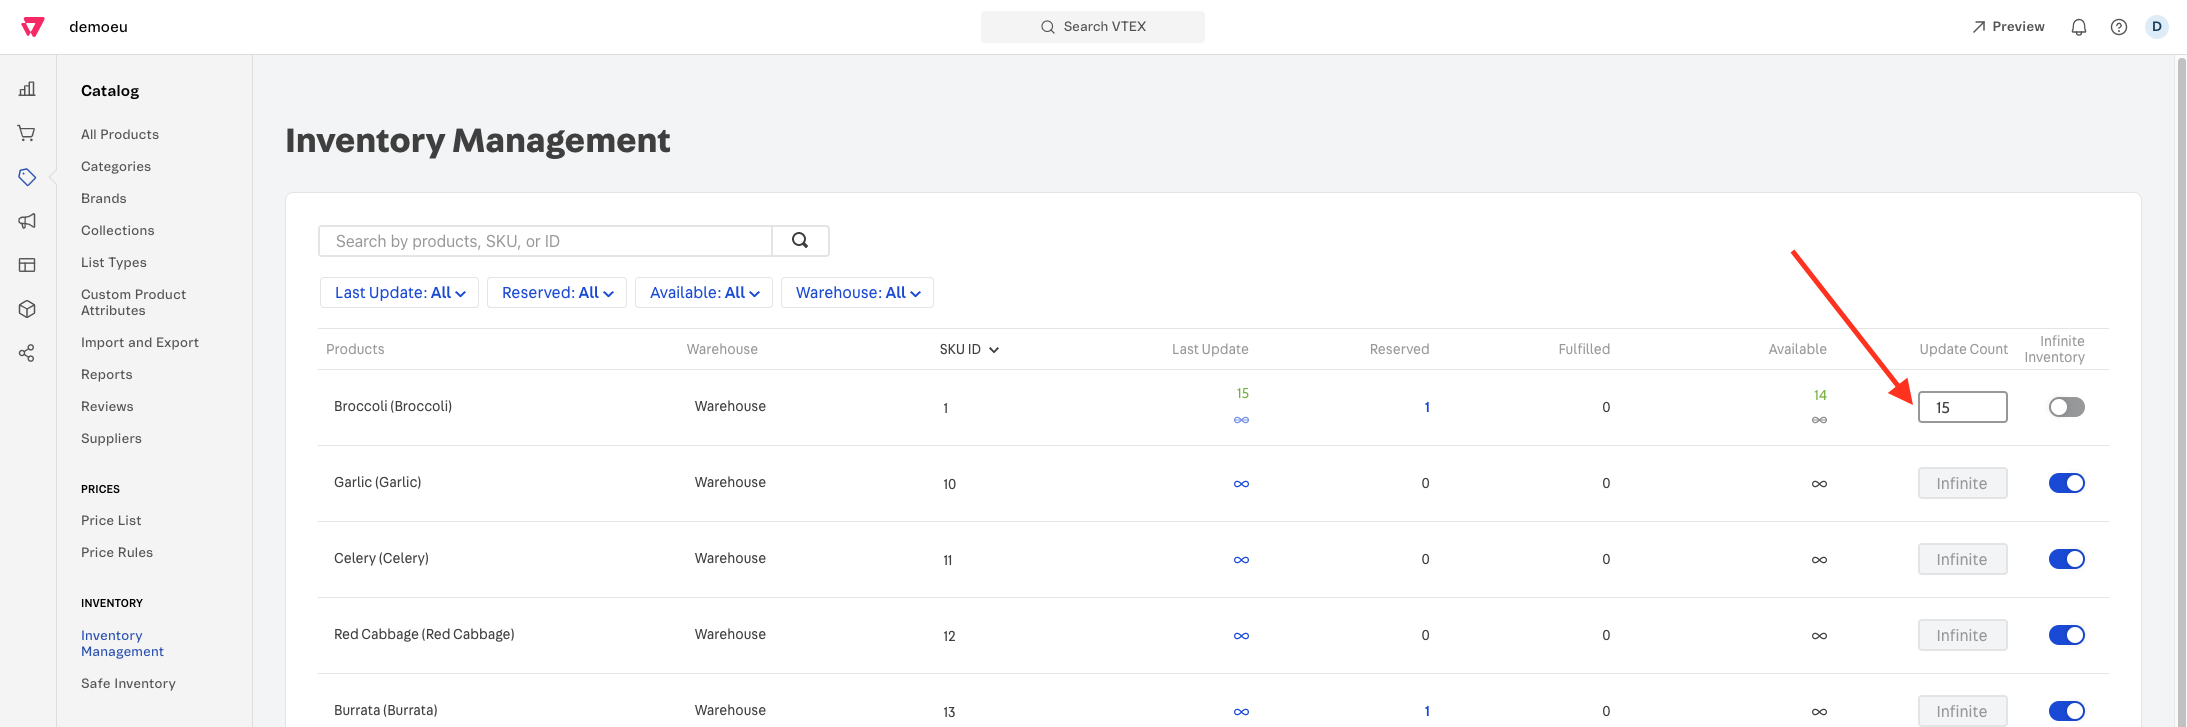 demoeu
Search VTEX
Preview
D
Catalog
All Products
Categories
Brands
Collections
List Types
Custom Product
Attributes
Import and Export
Reports
Reviews
Suppliers
PRICES
Price List
Price Rules
INVENTORY
Inventory
Management
Safe Inventory
Inventory Management
Search by products, SKU, or ID
Last Update: All Reserved: All Available: All Warehouse: All
Products Warehouse SKU ID Last Update Reserved Fulfilled Available Update Count Infinite Inventory
Broccoli (Broccoli) Warehouse 1 15 ∞ 1 0 14 ∞ 15
Garlic (Garlic) Warehouse 10 ∞ 0 0 ∞ Infinite
Celery (Celery) Warehouse 11 ∞ 0 0 ∞ Infinite
Red Cabbage (Red Cabbage) Warehouse 12 ∞ 0 0 ∞ Infinite
Burrata (Burrata) Warehouse 13 ∞ 1 0 ∞ Infinite